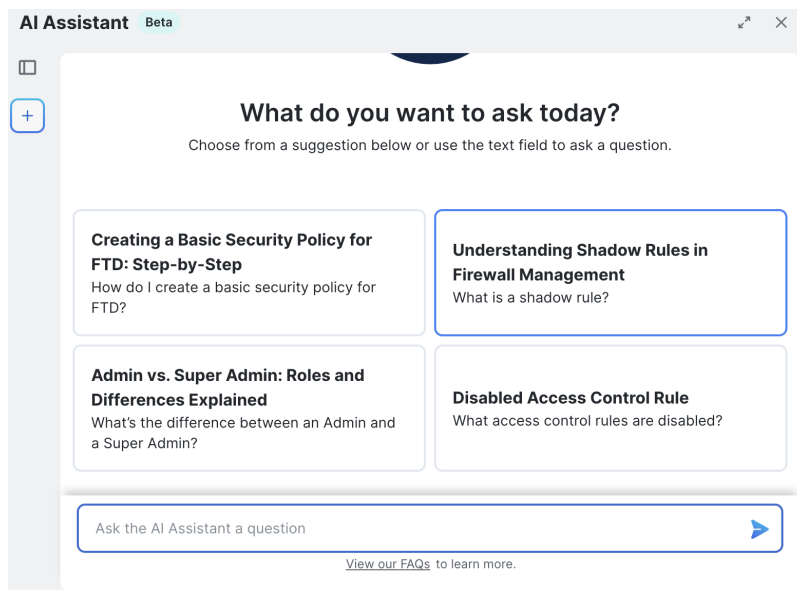 AI Assistant Beta
What do you want to ask today?
Choose from a suggestion below or use the text field to ask a question.
Creating a Basic Security Policy for
FTD: Step-by-Step
How do I create a basic security policy for
FTD?
Understanding Shadow Rules in
Firewall Management
What is a shadow rule?
Admin vs. Super Admin: Roles and
Differences Explained
What’s the difference between an Admin and
a Super Admin?
Disabled Access Control Rule
What access control rules are disabled?
Ask the AI Assistant a question
View our FAQs to learn more.